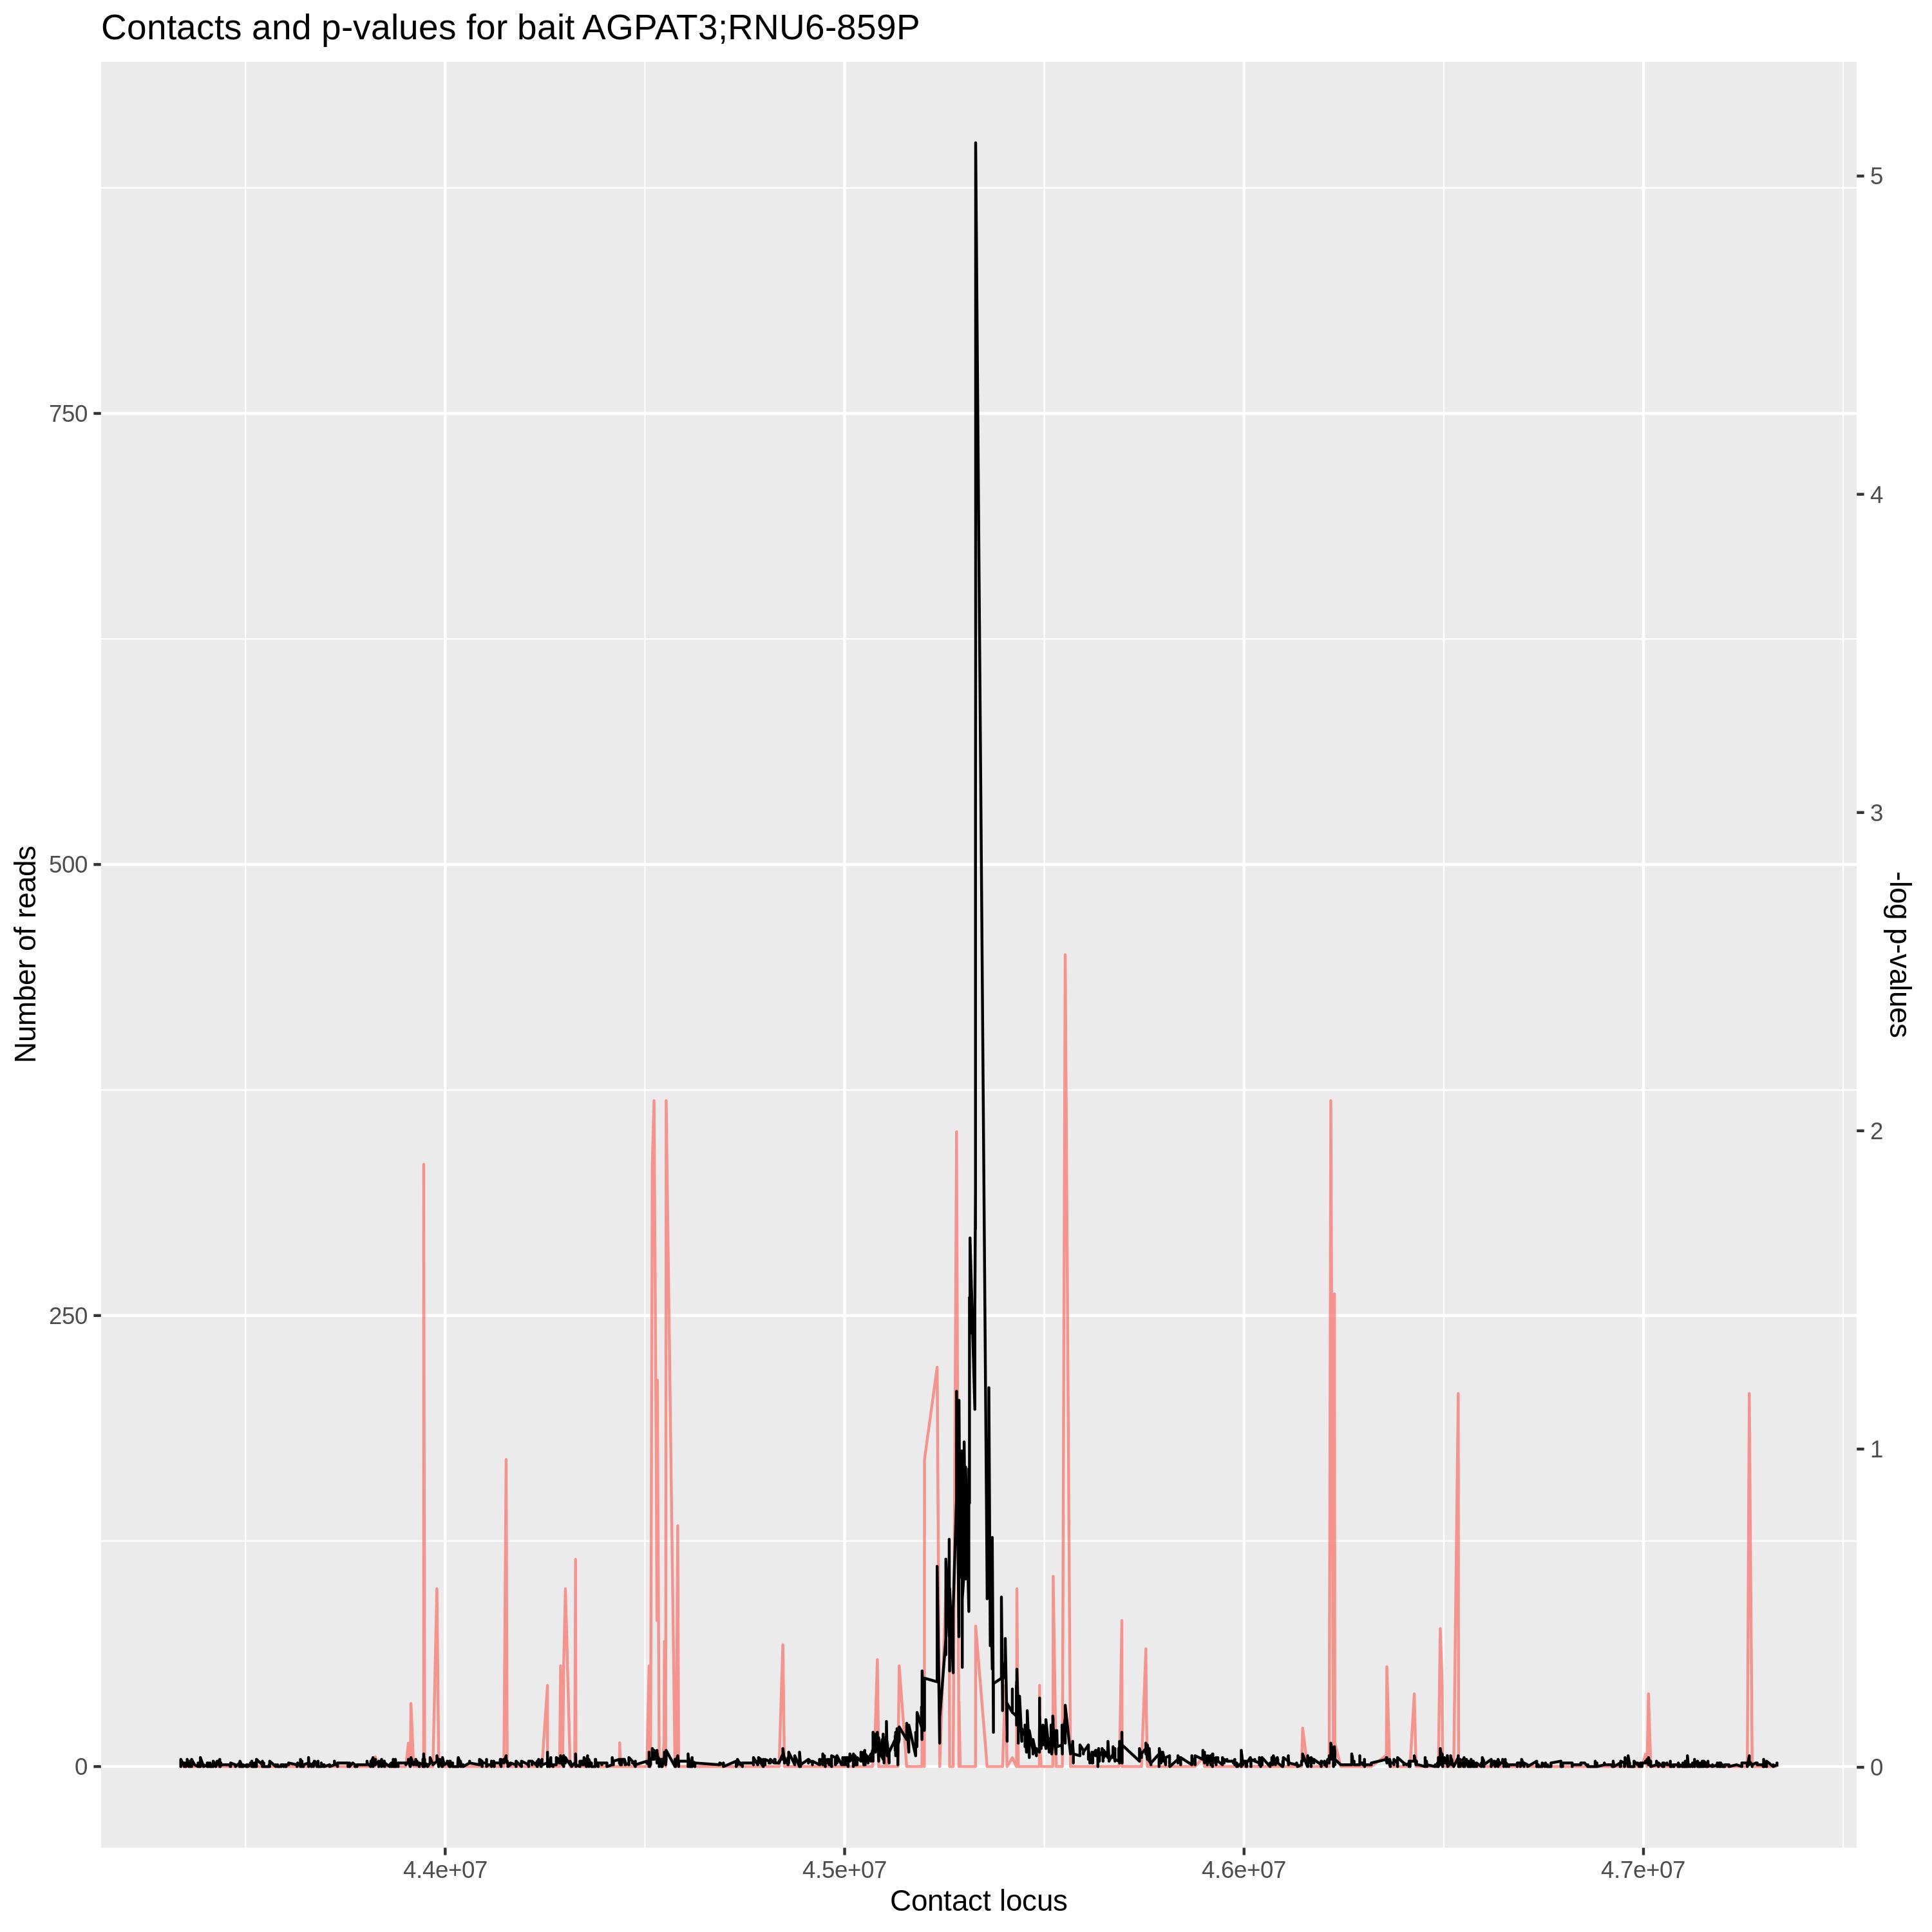 Contacts and p-values for bait AGPAT3;RNU6-859P
Number of reads
750
500
250
0
5
4
3
2
1
0
-log p-values
4.4e+07
4.5e+07
4.6e+07
4.7e+07
Contact locus